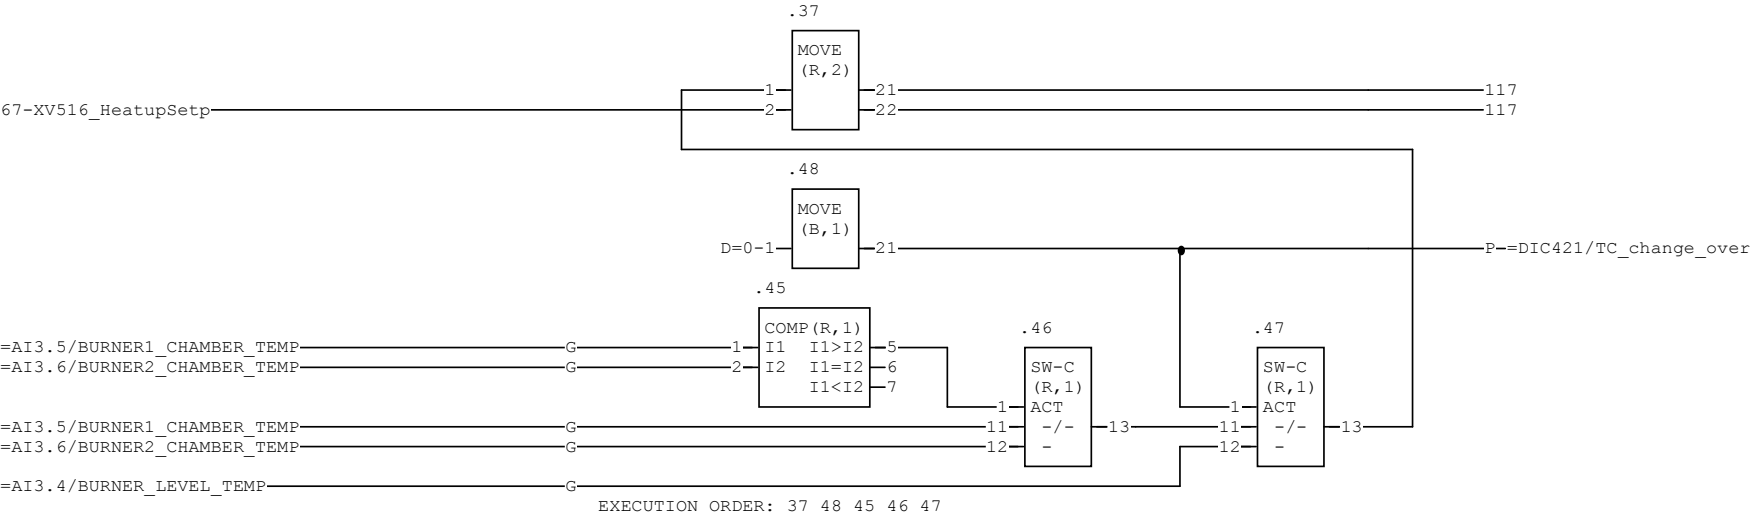 .37
MOVE
(R,2)
1 21 117
67-XV516_HeatupSetp 2 22 117
.48
MOVE
(B,1)
D=0-1 21 P-=DIC421/TC_change_over
.45
COMP(R,1) .46 .47
=AI3.5/BURNER1_CHAMBER_TEMP G 1 I1 I1>I2 5
=AI3.6/BURNER2_CHAMBER_TEMP G 2 I2 I1=I2 6 SW-C SW-C
I1<I2 7 (R,1) (R,1)
1 ACT 1 ACT
=AI3.5/BURNER1_CHAMBER_TEMP G 11 -/- 13 11 -/- 13
=AI3.6/BURNER2_CHAMBER_TEMP G 12 - 12 -
=AI3.4/BURNER_LEVEL_TEMP G
EXECUTION ORDER: 37 48 45 46 47